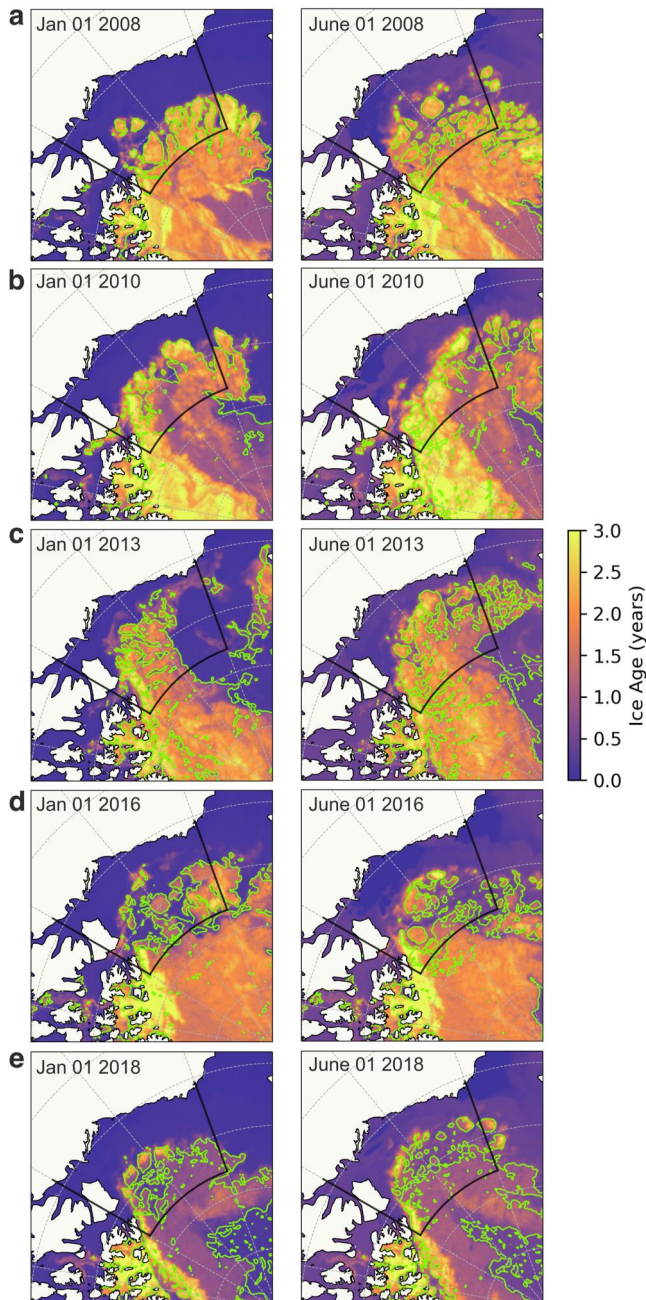 a
Jan 01 2008
June 01 2008
b
Jan 01 2010
June 01 2010
c
Jan 01 2013
June 01 2013
3.0
2.5
2.0
1.5
1.0
0.5
0.0
Ice Age (years)
d
Jan 01 2016
June 01 2016
e
Jan 01 2018
June 01 2018